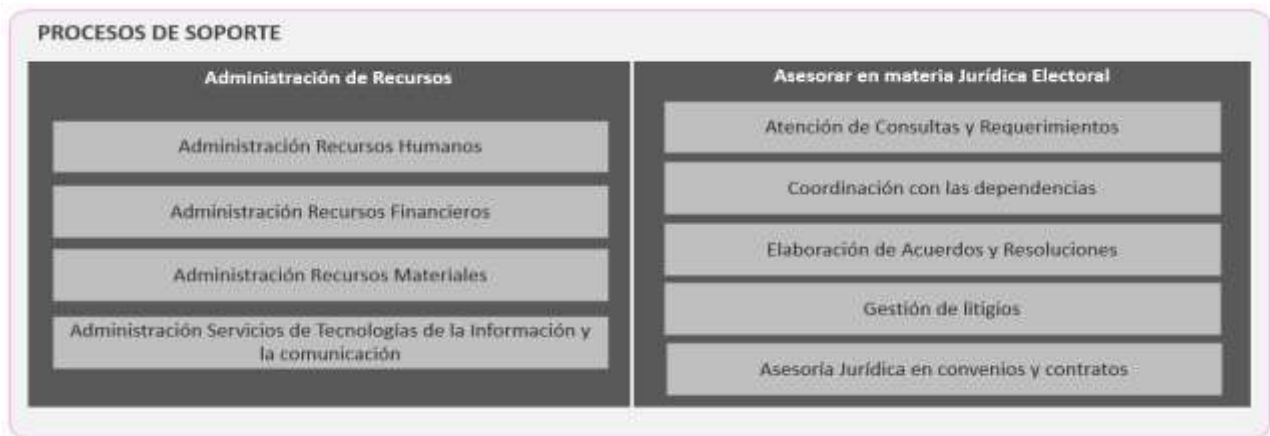 PROCESOS DE SOPORTE
Administración de Recursos
Administración Recursos Humanos
Administración Recursos Financieros
Administración Recursos Materiales
Administración Servicios de Tecnologías de la Información y
la comunicación
Asesorar en materia Jurídica Electoral
Atención de Consultas y Requerimientos
Coordinación con las dependencias
Elaboración de Acuerdos y Resoluciones
Gestión de litigios
Asesoría Jurídica en convenios y contratos